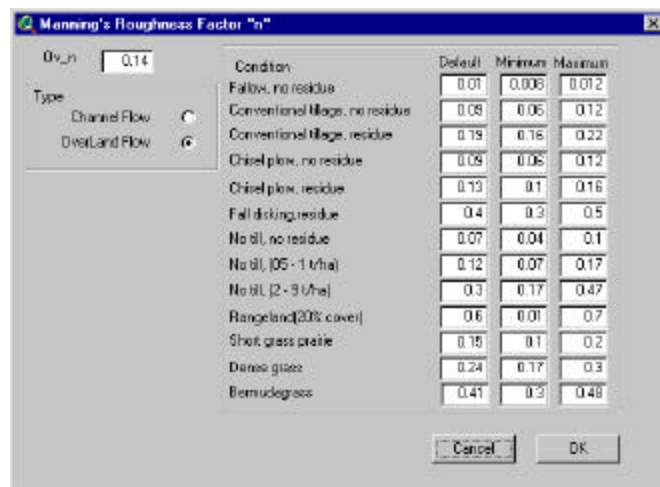 Manning's Roughness Factor "n"
Ov_n 0.14
Type
Channel Flow
OverLand Flow
Condition Default Minimum Maximum
Fallow, no residue 0.01 0.008 0.012
Conventional tillage, no residue 0.09 0.06 0.12
Conventional tillage, residue 0.19 0.16 0.22
Chisel plow, no residue 0.09 0.06 0.12
Chisel plow, residue 0.13 0.1 0.16
Fall disking,residue 0.4 0.3 0.5
No till, no residue 0.07 0.04 0.1
No till, (05 - 1 t/ha) 0.12 0.07 0.17
No till, (2 - 9 t/ha) 0.3 0.17 0.47
Rangeland(20% cover) 0.6 0.01 0.7
Short grass prairie 0.15 0.1 0.2
Dense grass 0.24 0.17 0.3
Bermudagrass 0.41 0.3 0.48
Cancel OK